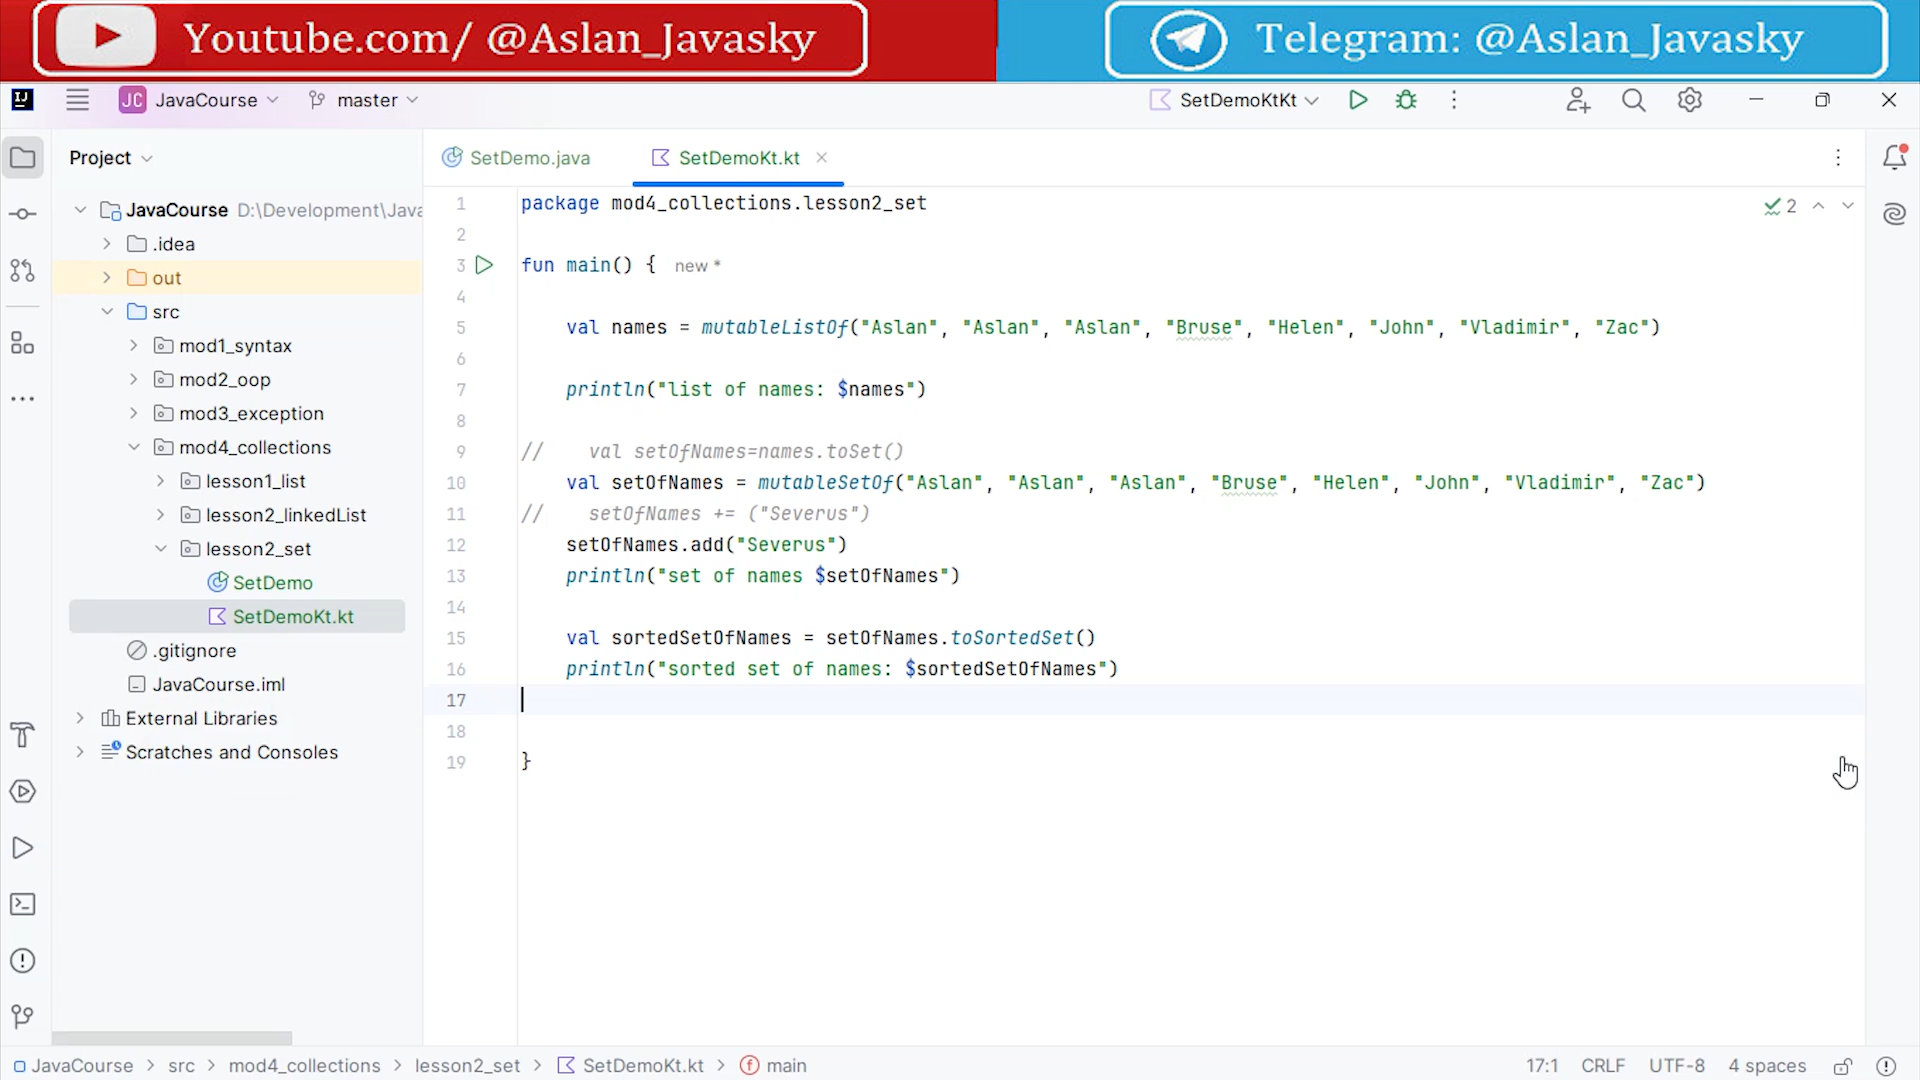 Youtube.com/ @Aslan_Javasky
Telegram: @Aslan_Javasky
IJ
JC JavaCourse
master
SetDemoKtKt
Project
SetDemo.java
SetDemoKt.kt
JavaCourse D:\Development\Java
.idea
out
src
mod1_syntax
mod2_oop
mod3_exception
mod4_collections
lesson1_list
lesson2_linkedList
lesson2_set
SetDemo
SetDemoKt.kt
.gitignore
JavaCourse.iml
External Libraries
Scratches and Consoles
1 package mod4_collections.lesson2_set
2
2
3 fun main() { new *
4
5 val names = mutableListOf("Aslan", "Aslan", "Aslan", "Bruse", "Helen", "John", "Vladimir", "Zac")
6
7 println("list of names: $names")
8
9 // val setOfNames=names.toSet()
10 val setOfNames = mutableSetOf("Aslan", "Aslan", "Aslan", "Bruse", "Helen", "John", "Vladimir", "Zac")
11 // setOfNames += ("Severus")
12 setOfNames.add("Severus")
13 println("set of names $setOfNames")
14
15 val sortedSetOfNames = setOfNames.toSortedSet()
16 println("sorted set of names: $sortedSetOfNames")
17
18
19 }
JavaCourse > src > mod4_collections > lesson2_set > SetDemoKt.kt > f main
17:1 CRLF UTF-8 4 spaces